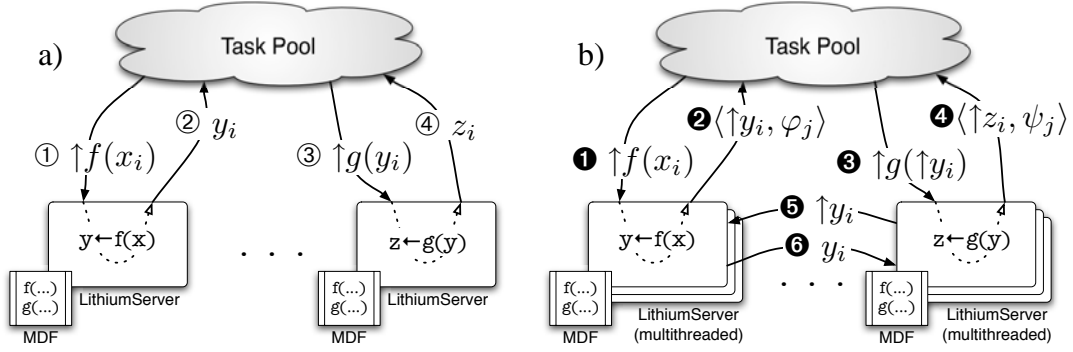 a)
Task Pool
① ↑f(x_i)
② y_i
③ ↑g(y_i)
④ z_i
y←f(x)
. . .
z←g(y)
f(...)
g(...)
LithiumServer
MDF
f(...)
g(...)
LithiumServer
MDF
b)
Task Pool
❶ ↑f(x_i)
❷⟨↑y_i, φ_j⟩
❸ ↑g(↑y_i)
❹⟨↑z_i, ψ_j⟩
❺ ↑y_i
❻ y_i
y←f(x)
z←g(y)
. . .
f(...)
g(...)
LithiumServer
(multithreaded)
MDF
f(...)
g(...)
LithiumServer
(multithreaded)
MDF